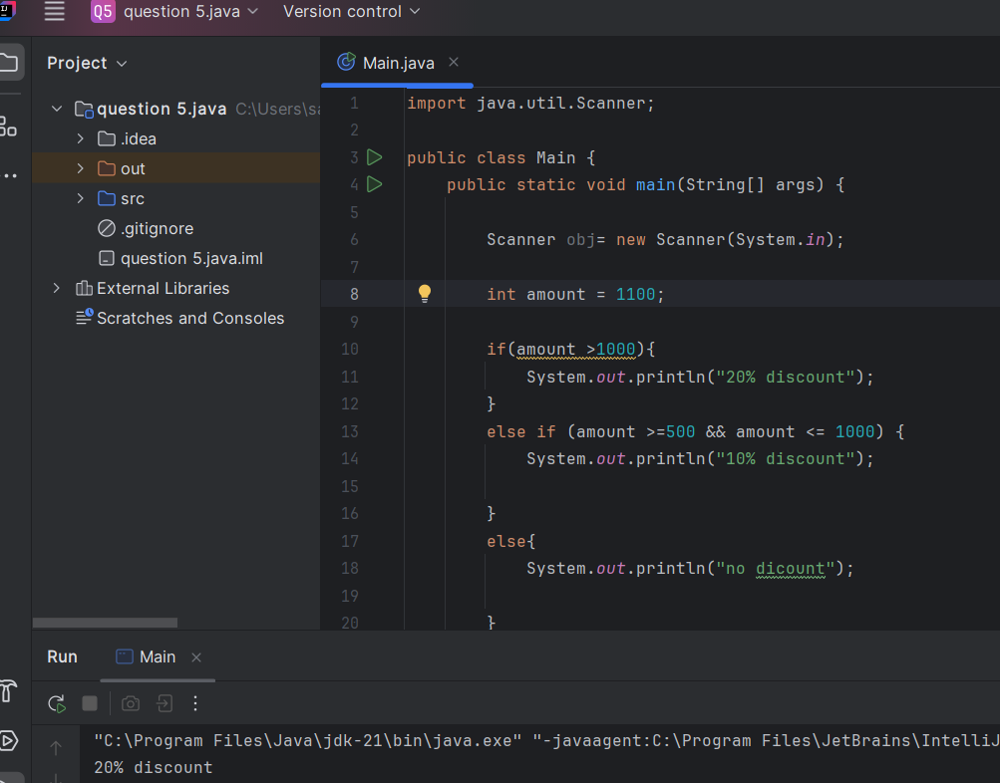 Q5 question 5.java Version control
Project
Main.java
question 5.java C:\Users\sa
.idea
out
src
.gitignore
question 5.java.iml
External Libraries
Scratches and Consoles
1 import java.util.Scanner;
2
3 public class Main {
4 public static void main(String[] args) {
5
6 Scanner obj= new Scanner(System.in);
7
8 int amount = 1100;
9
10 if(amount >1000){
11 System.out.println("20% discount");
12 }
13 else if (amount >=500 && amount <= 1000) {
14 System.out.println("10% discount");
15
16 }
17 else{
18 System.out.println("no dicount");
19
20 }
Run Main
"C:\Program Files\Java\jdk-21\bin\java.exe" "-javaagent:C:\Program Files\JetBrains\IntelliJ
20% discount